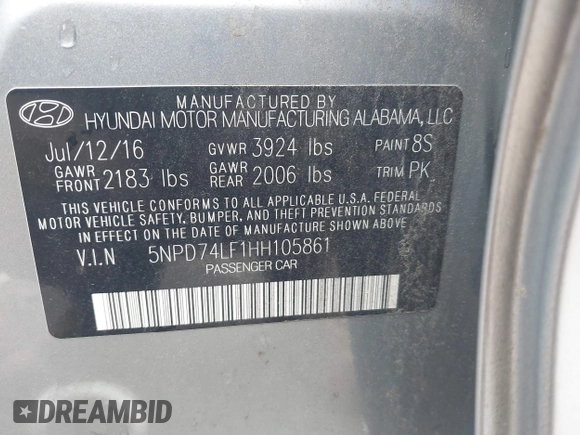 MANUFACTURED BY
HYUNDAI MOTOR MANUFACTURING ALABAMA, LLC
Jul/12/16 GVWR 3924 lbs PAINT 8S
GAWR FRONT 2183 lbs GAWR REAR 2006 lbs TRIM PK
THIS VEHICLE CONFORMS TO ALL APPLICABLE U.S.A. FEDERAL
MOTOR VEHICLE SAFETY, BUMPER, AND THEFT PREVENTION STANDARDS
IN EFFECT ON THE DATE OF MANUFACTURE SHOWN ABOVE.
V.I.N 5NPD74LF1HH105861
PASSENGER CAR
DREAMBID